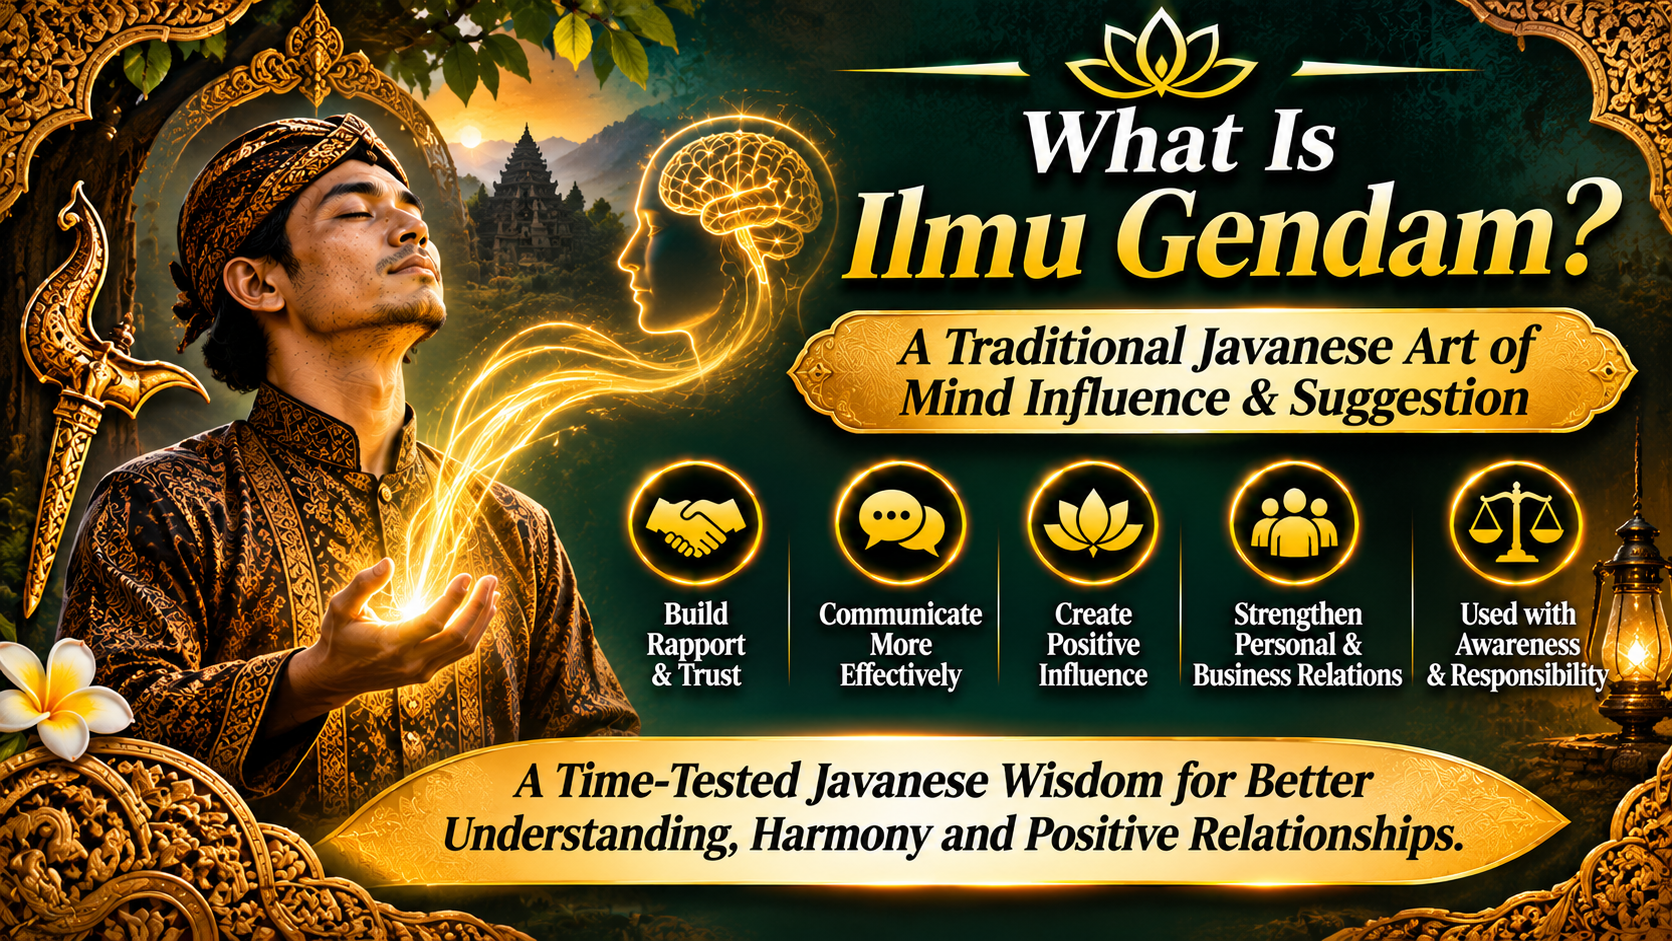 What Is
Ilmu Gendam?
A Traditional Javanese Art of
Mind Influence & Suggestion
Build
Rapport
& Trust
Communicate
More
Effectively
Create
Positive
Influence
Strengthen
Personal &
Business Relations
Used with
Awareness
& Responsibility
A Time-Tested Javanese Wisdom for Better
Understanding, Harmony and Positive Relationships.